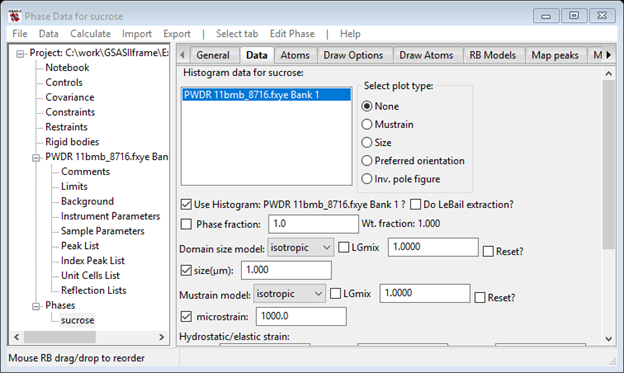 Phase Data for sucrose
File Data Calculate Import Export | Select tab Edit Phase | Help
Project: C:\work\GSASIIframe\E
Notebook
Controls
Covariance
Constraints
Restraints
Rigid bodies
PWDR 11bmb_8716.fxye Ban
Comments
Limits
Background
Instrument Parameters
Sample Parameters
Peak List
Index Peak List
Unit Cells List
Reflection Lists
Phases
sucrose
General Data Atoms Draw Options Draw Atoms RB Models Map peaks M
Histogram data for sucrose:
PWDR 11bmb_8716.fxye Bank 1
Select plot type:
None
Mustrain
Size
Preferred orientation
Inv. pole figure
Use Histogram: PWDR 11bmb_8716.fxye Bank 1 ? Do LeBail extraction?
Phase fraction: 1.0 Wt. fraction: 1.000
Domain size model: isotropic LGmix 1.0000 Reset?
size(µm): 1.000
Mustrain model: isotropic LGmix 1.0000 Reset?
microstrain: 1000.0
Hydrostatic/elastic strain:
Mouse RB drag/drop to reorder